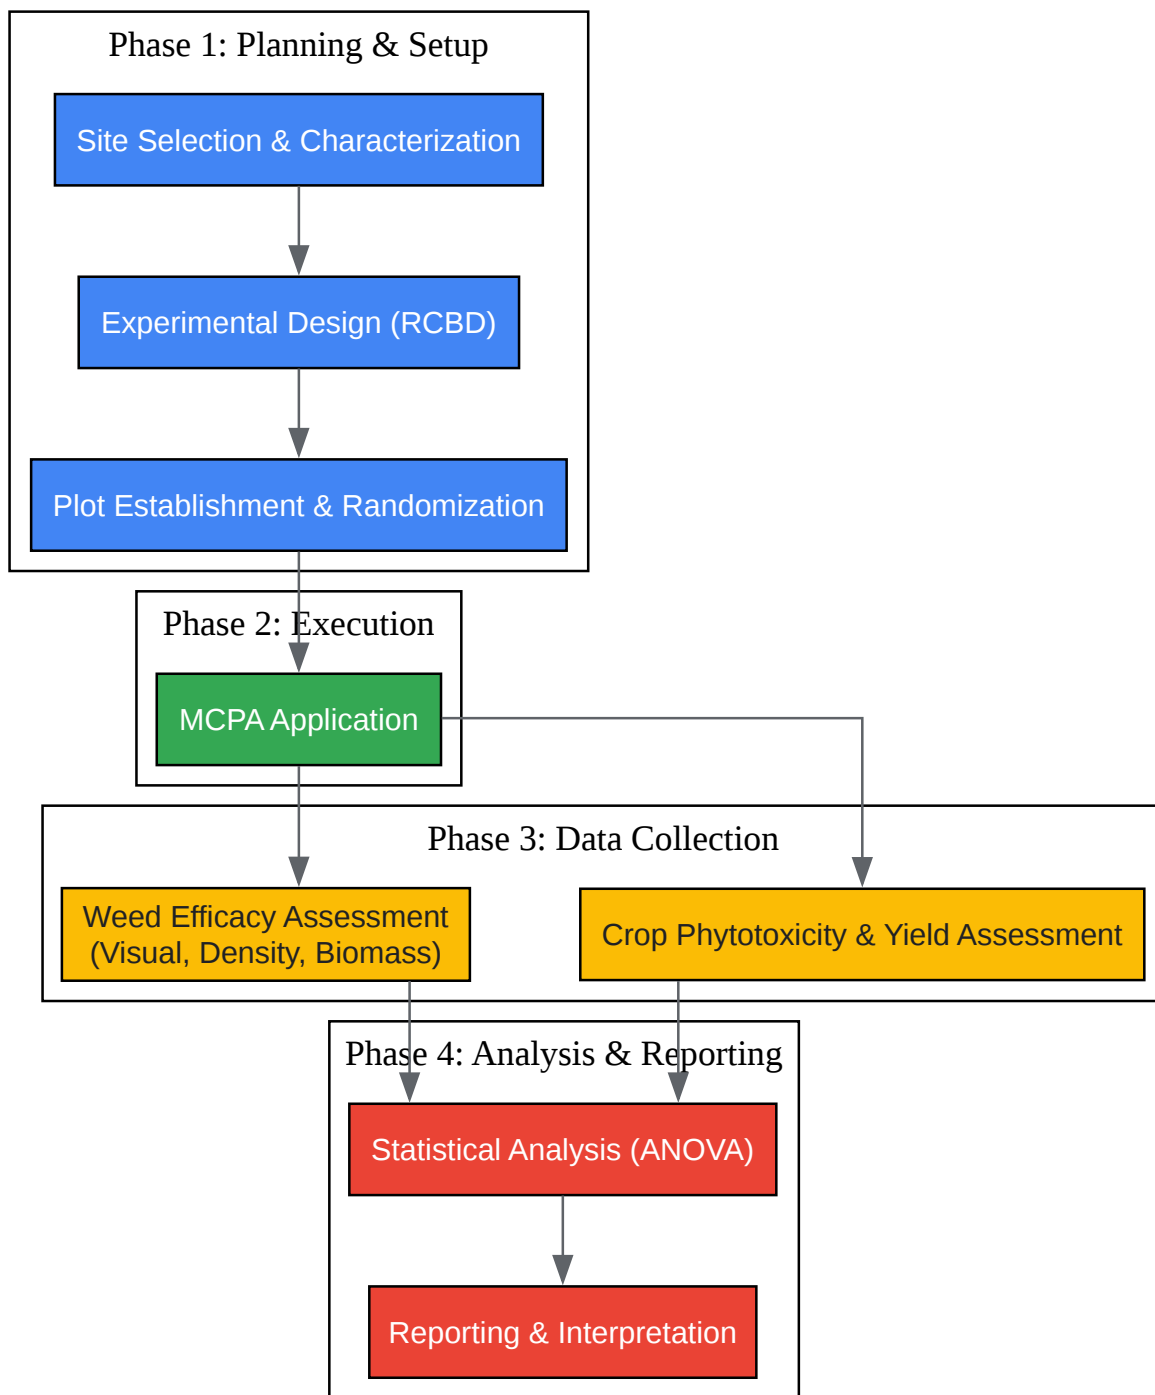 Phase 1: Planning & Setup
Site Selection & Characterization
Experimental Design (RCBD)
Plot Establishment & Randomization
Phase 2: Execution
MCPA Application
Phase 3: Data Collection
Weed Efficacy Assessment
(Visual, Density, Biomass)
Crop Phytotoxicity & Yield Assessment
Phase 4: Analysis & Reporting
Statistical Analysis (ANOVA)
Reporting & Interpretation